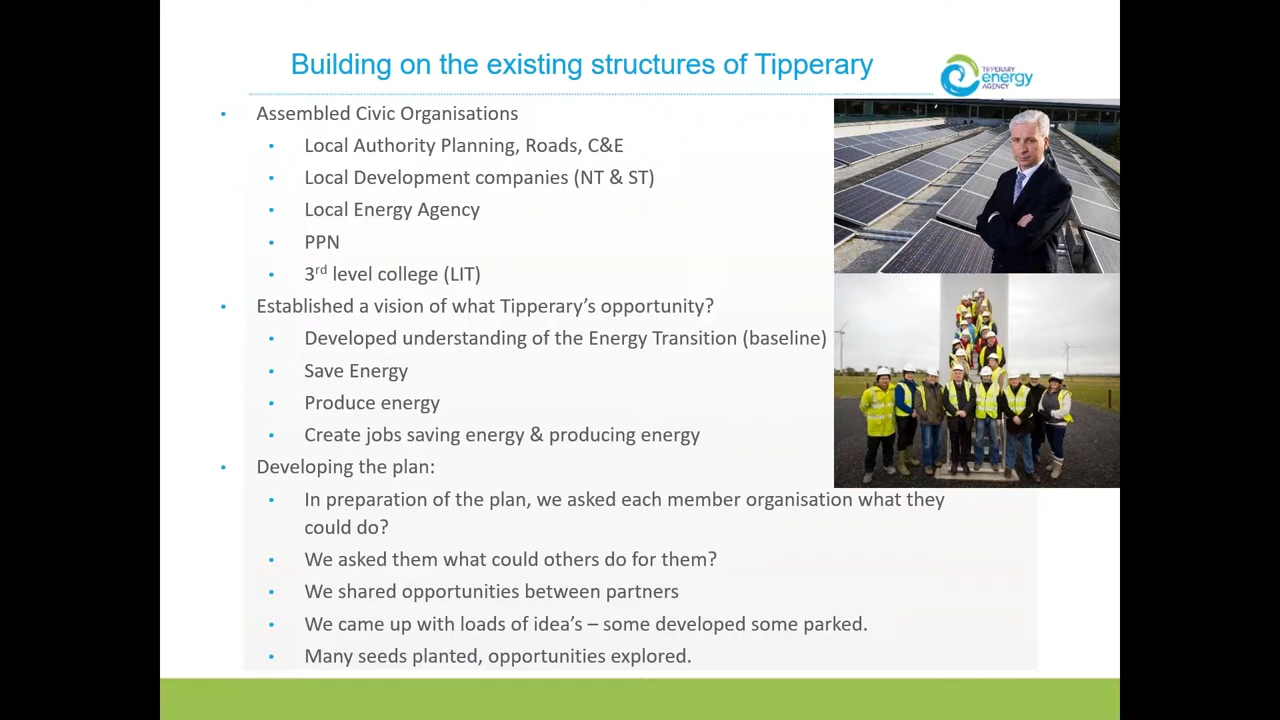 Building on the existing structures of Tipperary
TIPPERARY
energy
AGENCY
• Assembled Civic Organisations
• Local Authority Planning, Roads, C&E
• Local Development companies (NT & ST)
• Local Energy Agency
• PPN
• 3rd level college (LIT)
• Established a vision of what Tipperary’s opportunity?
• Developed understanding of the Energy Transition (baseline)
• Save Energy
• Produce energy
• Create jobs saving energy & producing energy
• Developing the plan:
• In preparation of the plan, we asked each member organisation what they
could do?
• We asked them what could others do for them?
• We shared opportunities between partners
• We came up with loads of idea’s – some developed some parked.
• Many seeds planted, opportunities explored.